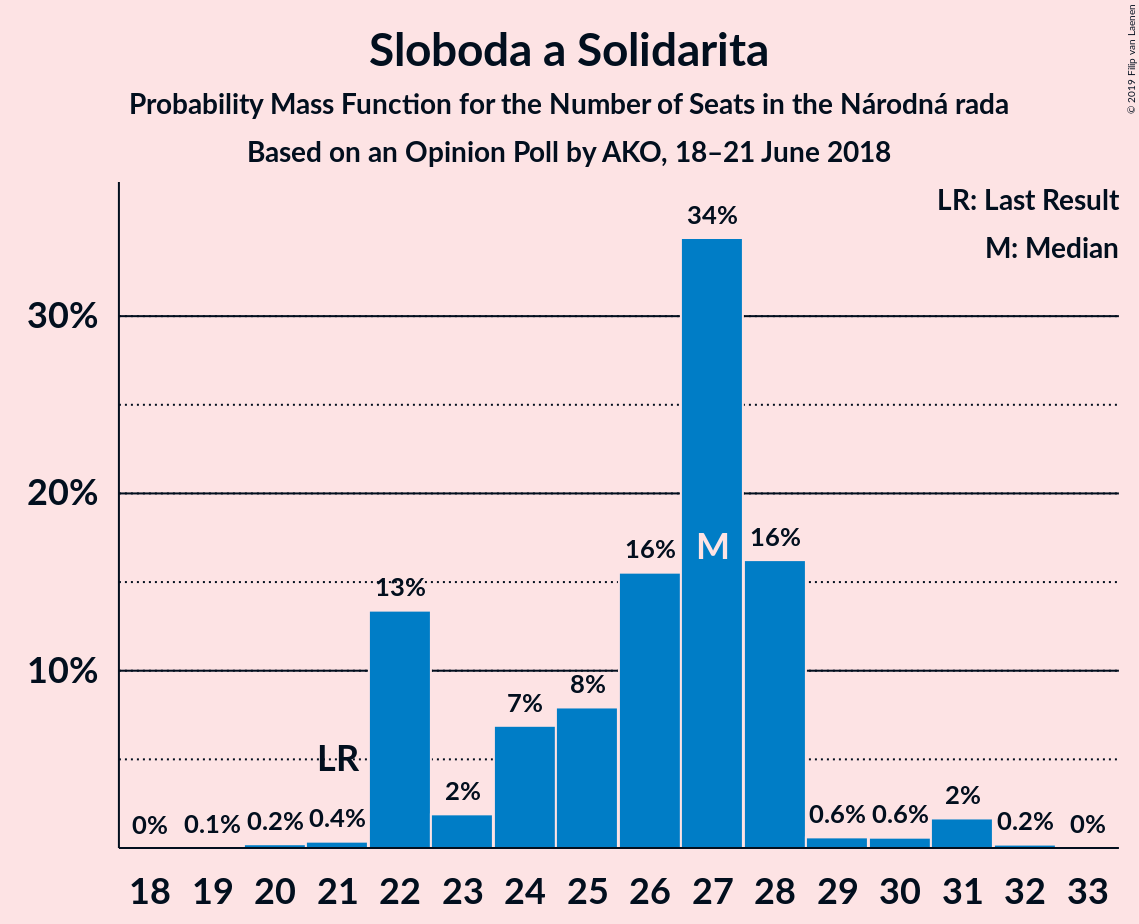 Sloboda a Solidarita
Probability Mass Function for the Number of Seats in the Národná rada
Based on an Opinion Poll by AKO, 18–21 June 2018
© 2019 Filip van Laenen
LR: Last Result
M: Median
30%
20%
10%
0%
0.1%
0.2%
0.4%
13%
2%
7%
8%
16%
34%
16%
0.6%
0.6%
2%
0.2%
0%
LR
M
18 19 20 21 22 23 24 25 26 27 28 29 30 31 32 33